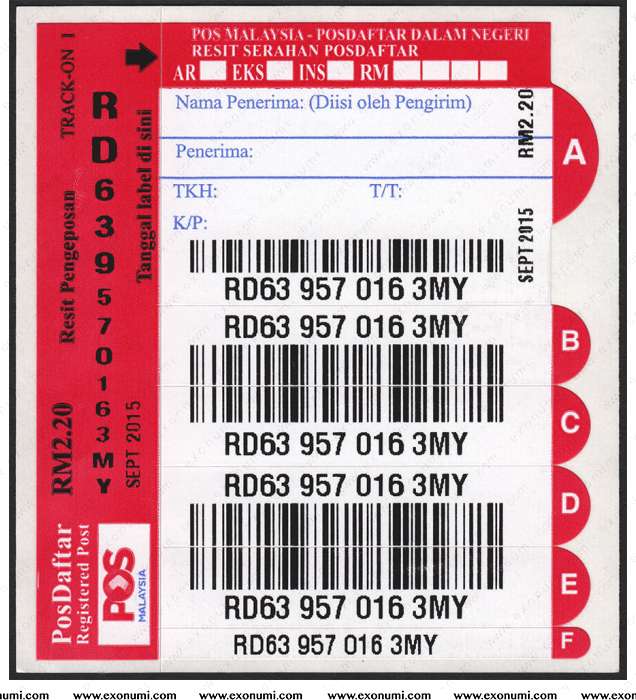 POS MALAYSIA - POSDAFTAR DALAM NEGERI
RESIT SERAHAN POSDAFTAR
AR EKS INS RM
TRACK-ON 1
Resit Pengeposan
RM2.20
PosDaftar
Registered Post
RD639570163MY
Tanggal label di sini
SEPT 2015
POS
MALAYSIA
Nama Penerima: (Diisi oleh Pengirim)
Penerima:
TKH: T/T:
K/P:
RM2.20
SEPT 2015
RD63 957 016 3MY
RD63 957 016 3MY
RD63 957 016 3MY
RD63 957 016 3MY
RD63 957 016 3MY
RD63 957 016 3MY
A
B
C
D
E
F
www.exonumi.com www.exonumi.com www.exonumi.com www.exonumi.com